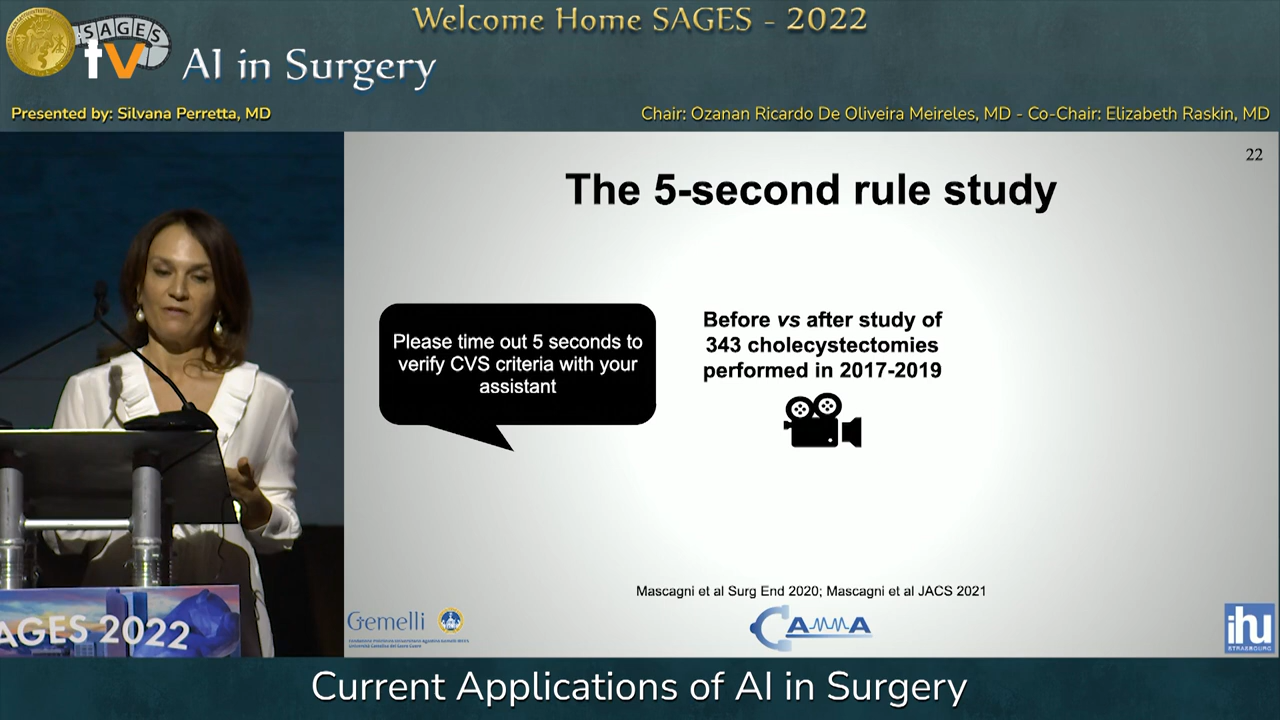 Welcome Home SAGES - 2022
SAGES
tv
AI in Surgery
Presented by: Silvana Perretta, MD
Chair: Ozanan Ricardo De Oliveira Meireles, MD - Co-Chair: Elizabeth Raskin, MD
22
The 5-second rule study
Please time out 5 seconds to
verify CVS criteria with your
assistant
Before vs after study of
343 cholecystectomies
performed in 2017-2019
Mascagni et al Surg End 2020; Mascagni et al JACS 2021
Gemelli
CAMMA
ihu
STRASBOURG
AGES 2022
Current Applications of AI in Surgery